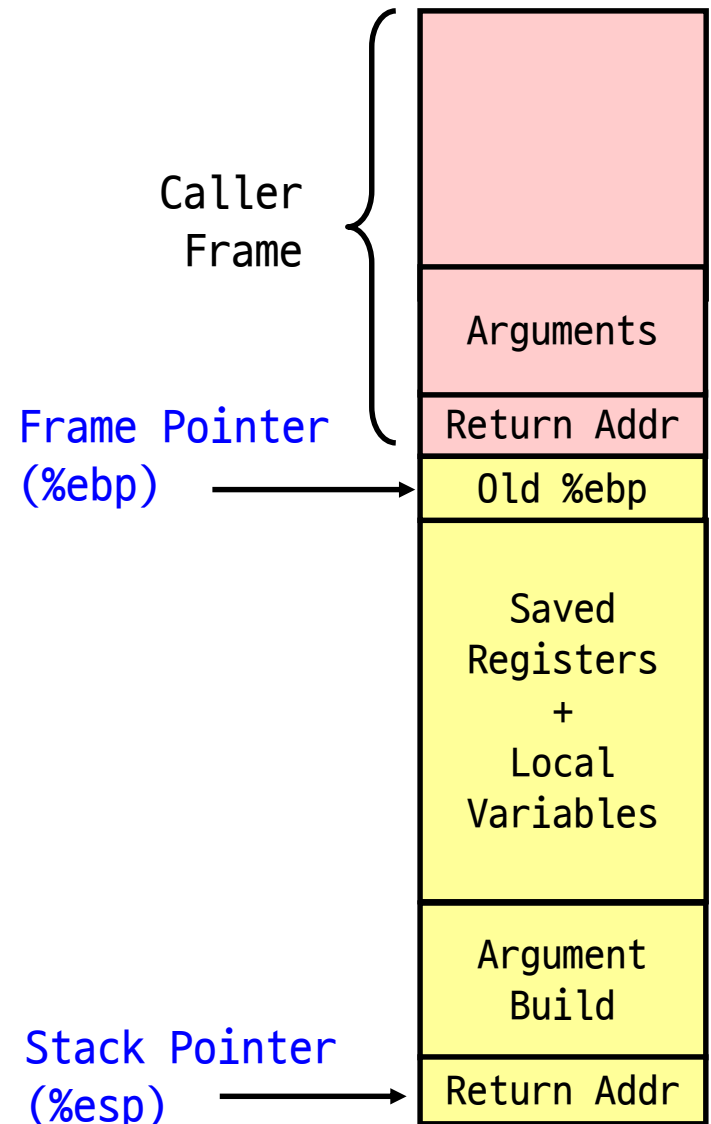 Caller
Frame
Arguments
Return Addr
Frame Pointer
(%ebp)
Old %ebp
Saved
Registers
+
Local
Variables
Argument
Build
Stack Pointer
(%esp)
Return Addr